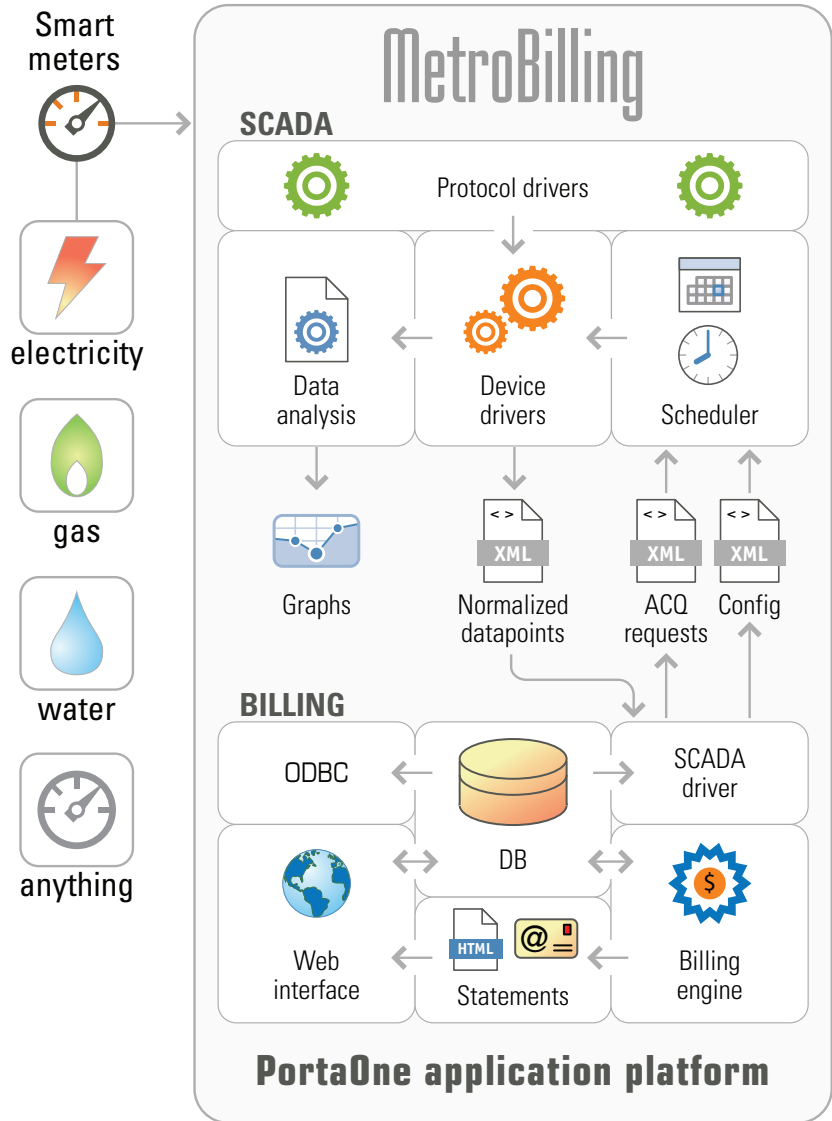 Smart
meters
electricity
gas
water
anything
MetroBilling
SCADA
Protocol drivers
Data
analysis
Device
drivers
Scheduler
Graphs
< >
XML
Normalized
datapoints
< >
XML
ACQ
requests
< >
XML
Config
BILLING
ODBC
DB
SCADA
driver
Web
interface
HTML
@
Statements
$
Billing
engine
PortaOne application platform